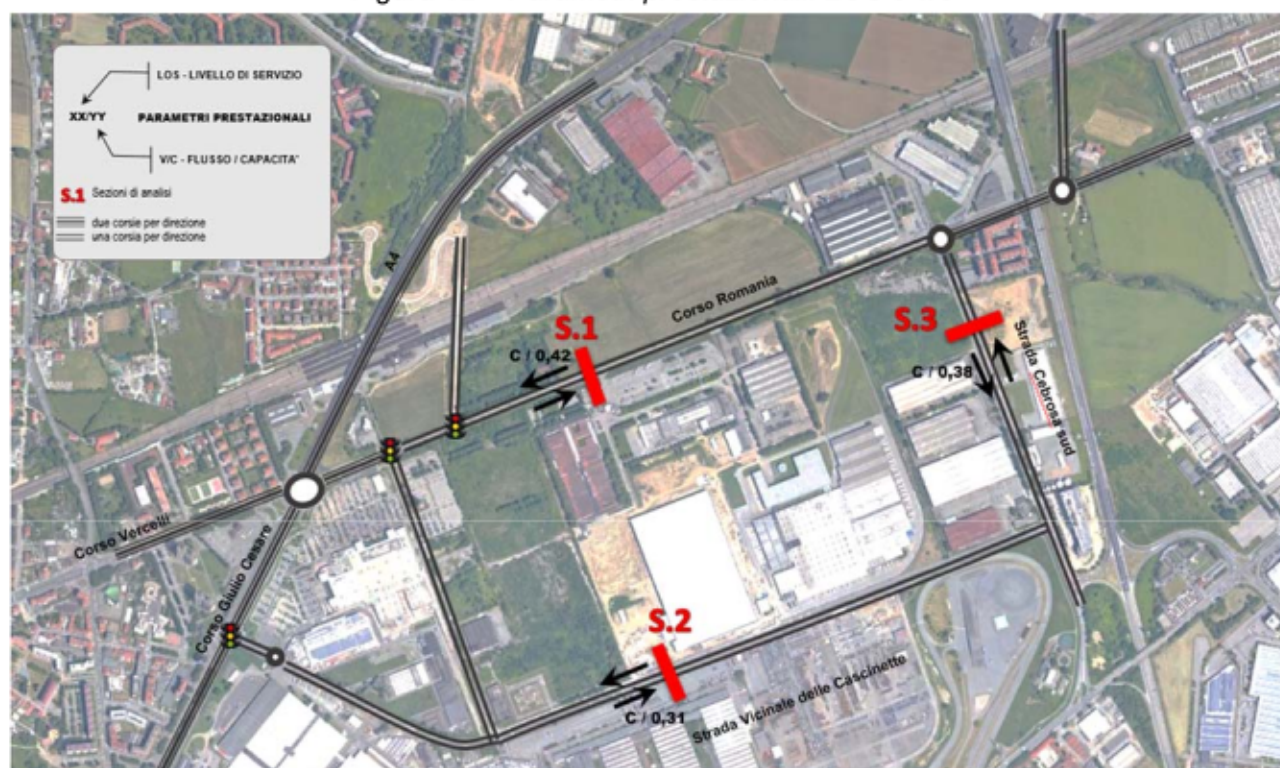 LOS - LIVELLO DI SERVIZIO
XX/YY
PARAMETRI PRESTAZIONALI
V/C - FLUSSO / CAPACITA'
S.1 Sezioni di analisi
due corsie per direzione
una corsia per direzione
A4
Corso Romania
S.1
C / 0,42
S.3
C / 0,38
Strada Cebrosa sud
Corso Vercelli
Corso Giulio Cesare
S.2
C / 0,31
Strada Vicinale delle Cascinette